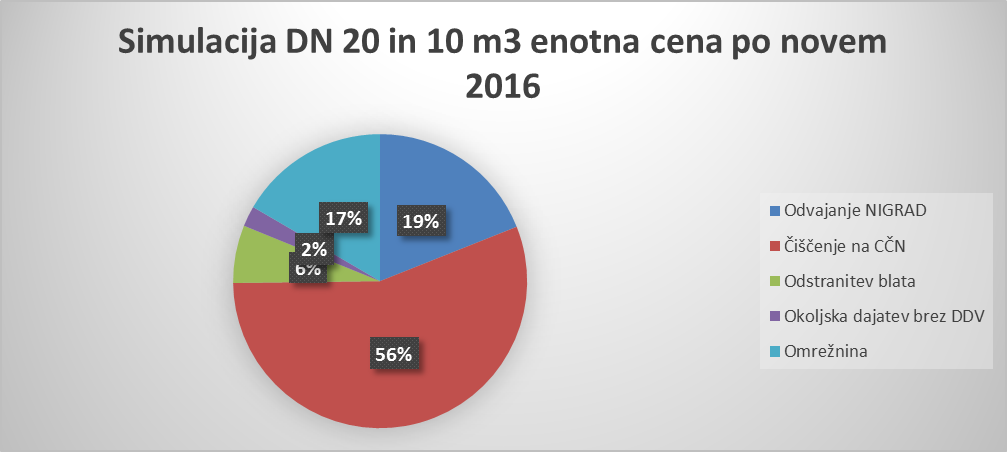 Simulacija DN 20 in 10 m3 enotna cena po novem
2016
17%
19%
2%
6%
56%
Odvajanje NIGRAD
Čiščenje na CČN
Odstranitev blata
Okoljska dajatev brez DDV
Omrežnina